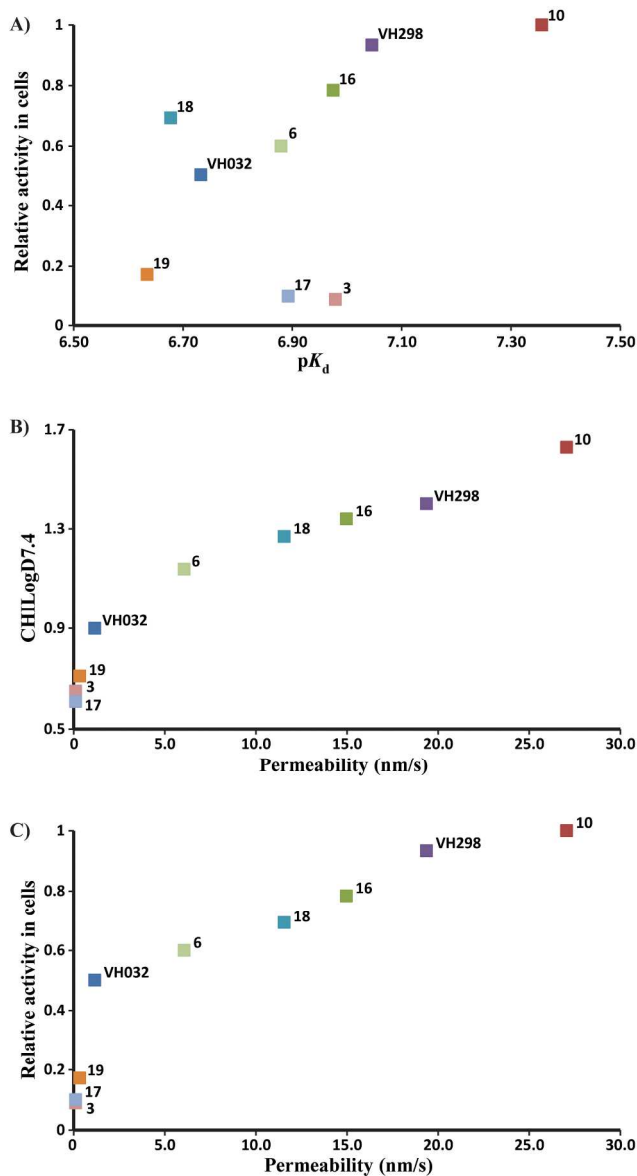 A)
Relative activity in cells
1
0.8
0.6
0.4
0.2
0
10
VH298
16
18
6
VH032
19
17
3
6.50 6.70 6.90 7.10 7.30 7.50
pKd
B)
CHILogD7.4
1.7
1.3
0.9
0.5
10
VH298
16
18
6
VH032
19
3
17
0 5.0 10.0 15.0 20.0 25.0 30.0
Permeability (nm/s)
C)
Relative activity in cells
1
0.8
0.6
0.4
0.2
0
10
VH298
16
18
6
VH032
19
17
3
0 5.0 10.0 15.0 20.0 25.0 30.0
Permeability (nm/s)